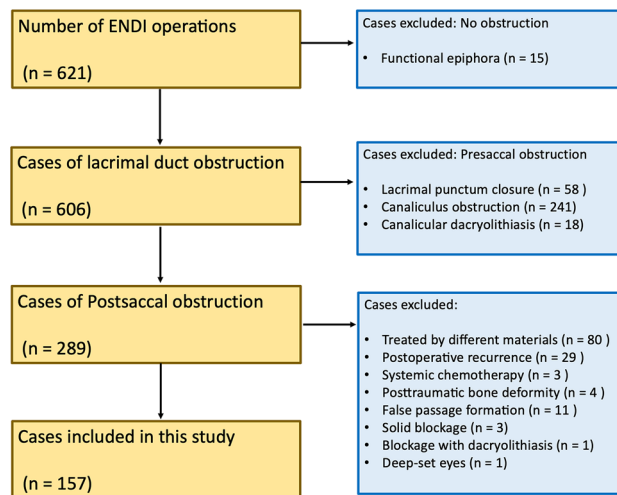 Number of ENDI operations
(n = 621)
Cases excluded: No obstruction
• Functional epiphora (n = 15)
Cases of lacrimal duct obstruction
(n = 606)
Cases excluded: Presaccal obstruction
• Lacrimal punctum closure (n = 58 )
• Canaliculus obstruction (n = 241)
• Canalicular dacryolithiasis (n = 18)
Cases of Postsaccal obstruction
(n = 289)
Cases excluded:
• Treated by different materials (n = 80 )
• Postoperative recurrence (n = 29 )
• Systemic chemotherapy (n = 3 )
• Posttraumatic bone deformity (n = 4 )
• False passage formation (n = 11 )
• Solid blockage (n = 3)
• Blockage with dacryolithiasis (n = 1)
• Deep-set eyes (n = 1)
Cases included in this study
(n = 157)